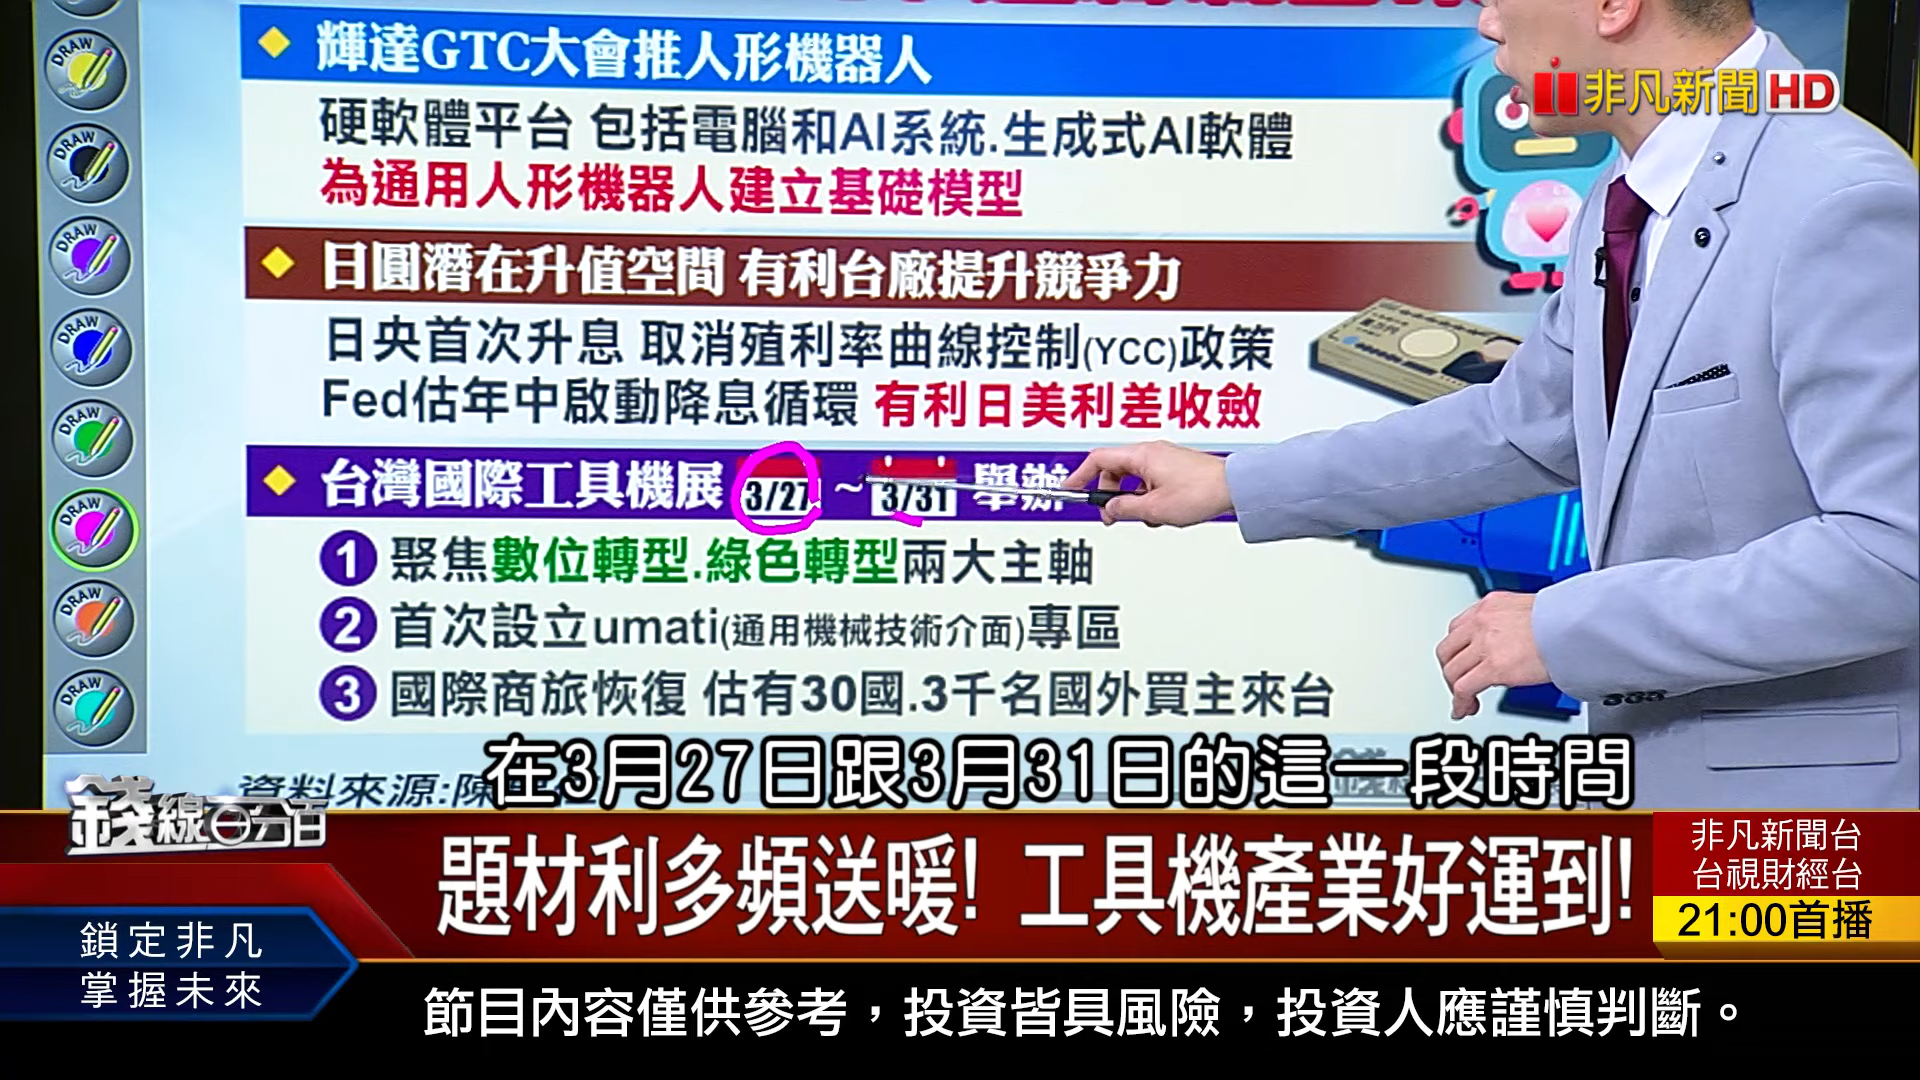 輝達GTC大會推人形機器人
非凡新聞HD
硬軟體平台 包括電腦和AI系統.生成式AI軟體
為通用人形機器人建立基礎模型
日圓潛在升值空間 有利台廠提升競爭力
日央首次升息 取消殖利率曲線控制(YCC)政策
Fed估年中啟動降息循環 有利日美利差收斂
台灣國際工具機展 3/27 ~ 3/31 舉辦
1 聚焦數位轉型.綠色轉型兩大主軸
2 首次設立umati(通用機械技術介面)專區
3 國際商旅恢復 估有30國.3千名國外買主來台
DRAW
DRAW
DRAW
DRAW
DRAW
DRAW
DRAW
DRAW
資料來源:陳
在3月27日跟3月31日的這一段時間
錢線百分百
題材利多頻送暖! 工具機產業好運到!
非凡新聞台
台視財經台
21:00首播
鎖定非凡
掌握未來
節目內容僅供參考，投資皆具風險，投資人應謹慎判斷。